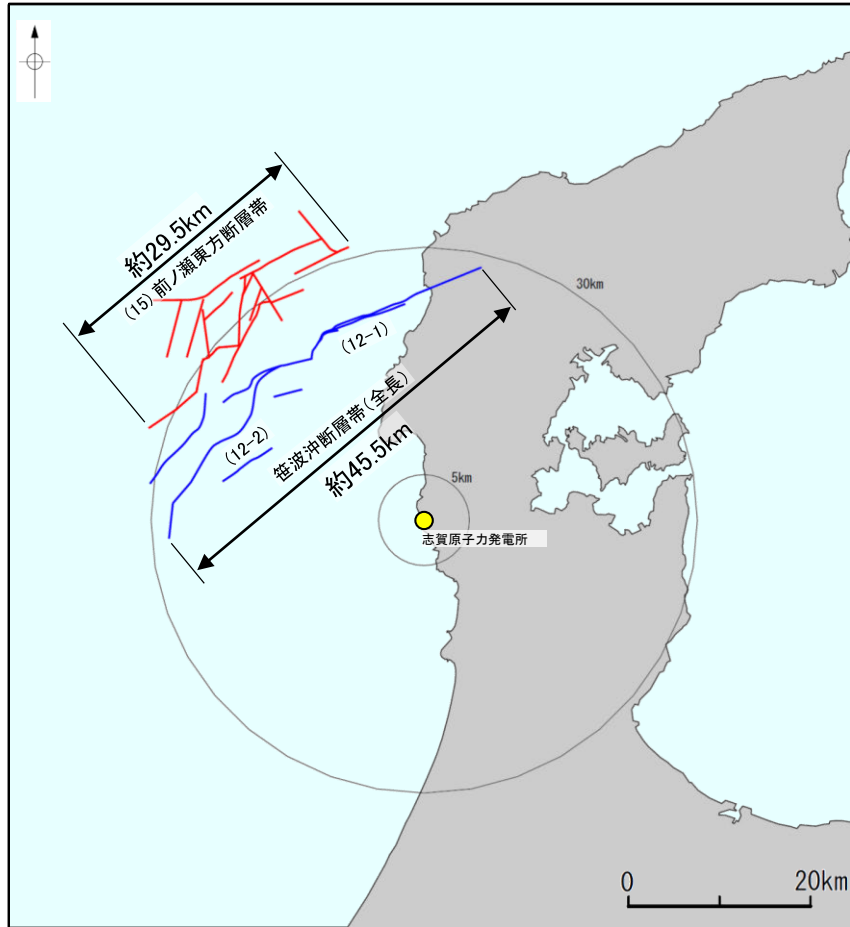 約29.5km
(15)前ノ瀬東方断層帯
30km
(12-1)
笹波沖断層帯(全長)
(12-2)
約45.5km
5km
志賀原子力発電所
0 20km